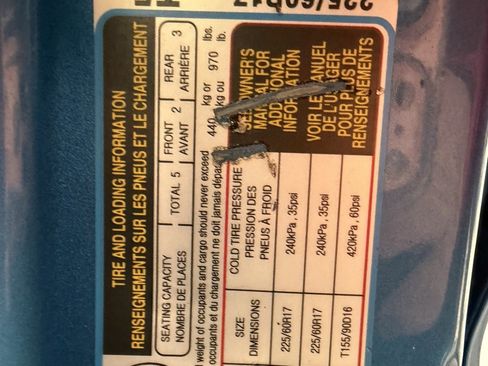 TIRE AND LOADING INFORMATION
RENSEIGNEMENTS SUR LES PNEUS ET LE CHARGEMENT
SEATING CAPACITY
NOMBRE DE PLACES
TOTAL 5
FRONT 2
AVANT
REAR 3
ARRIÈRE
weight of occupants and cargo should never exceed 440 kg or 970 lbs.
occupants et du chargement ne doit jamais kg ou lb.
SIZE
DIMENSIONS
COLD TIRE PRESSURE
PRESSION DES
PNEUS À FROID
225/60R17
240kPa, 35psi
225/60R17
240kPa, 35psi
T155/90D16
420kPa, 60psi
SEE OWNER'S
MANUAL FOR
ADDITIONAL
INFORMATION
VOIR LE MANUEL
DE L'USAGER
POUR PLUS DE
RENSEIGNEMENTS
225/60R17